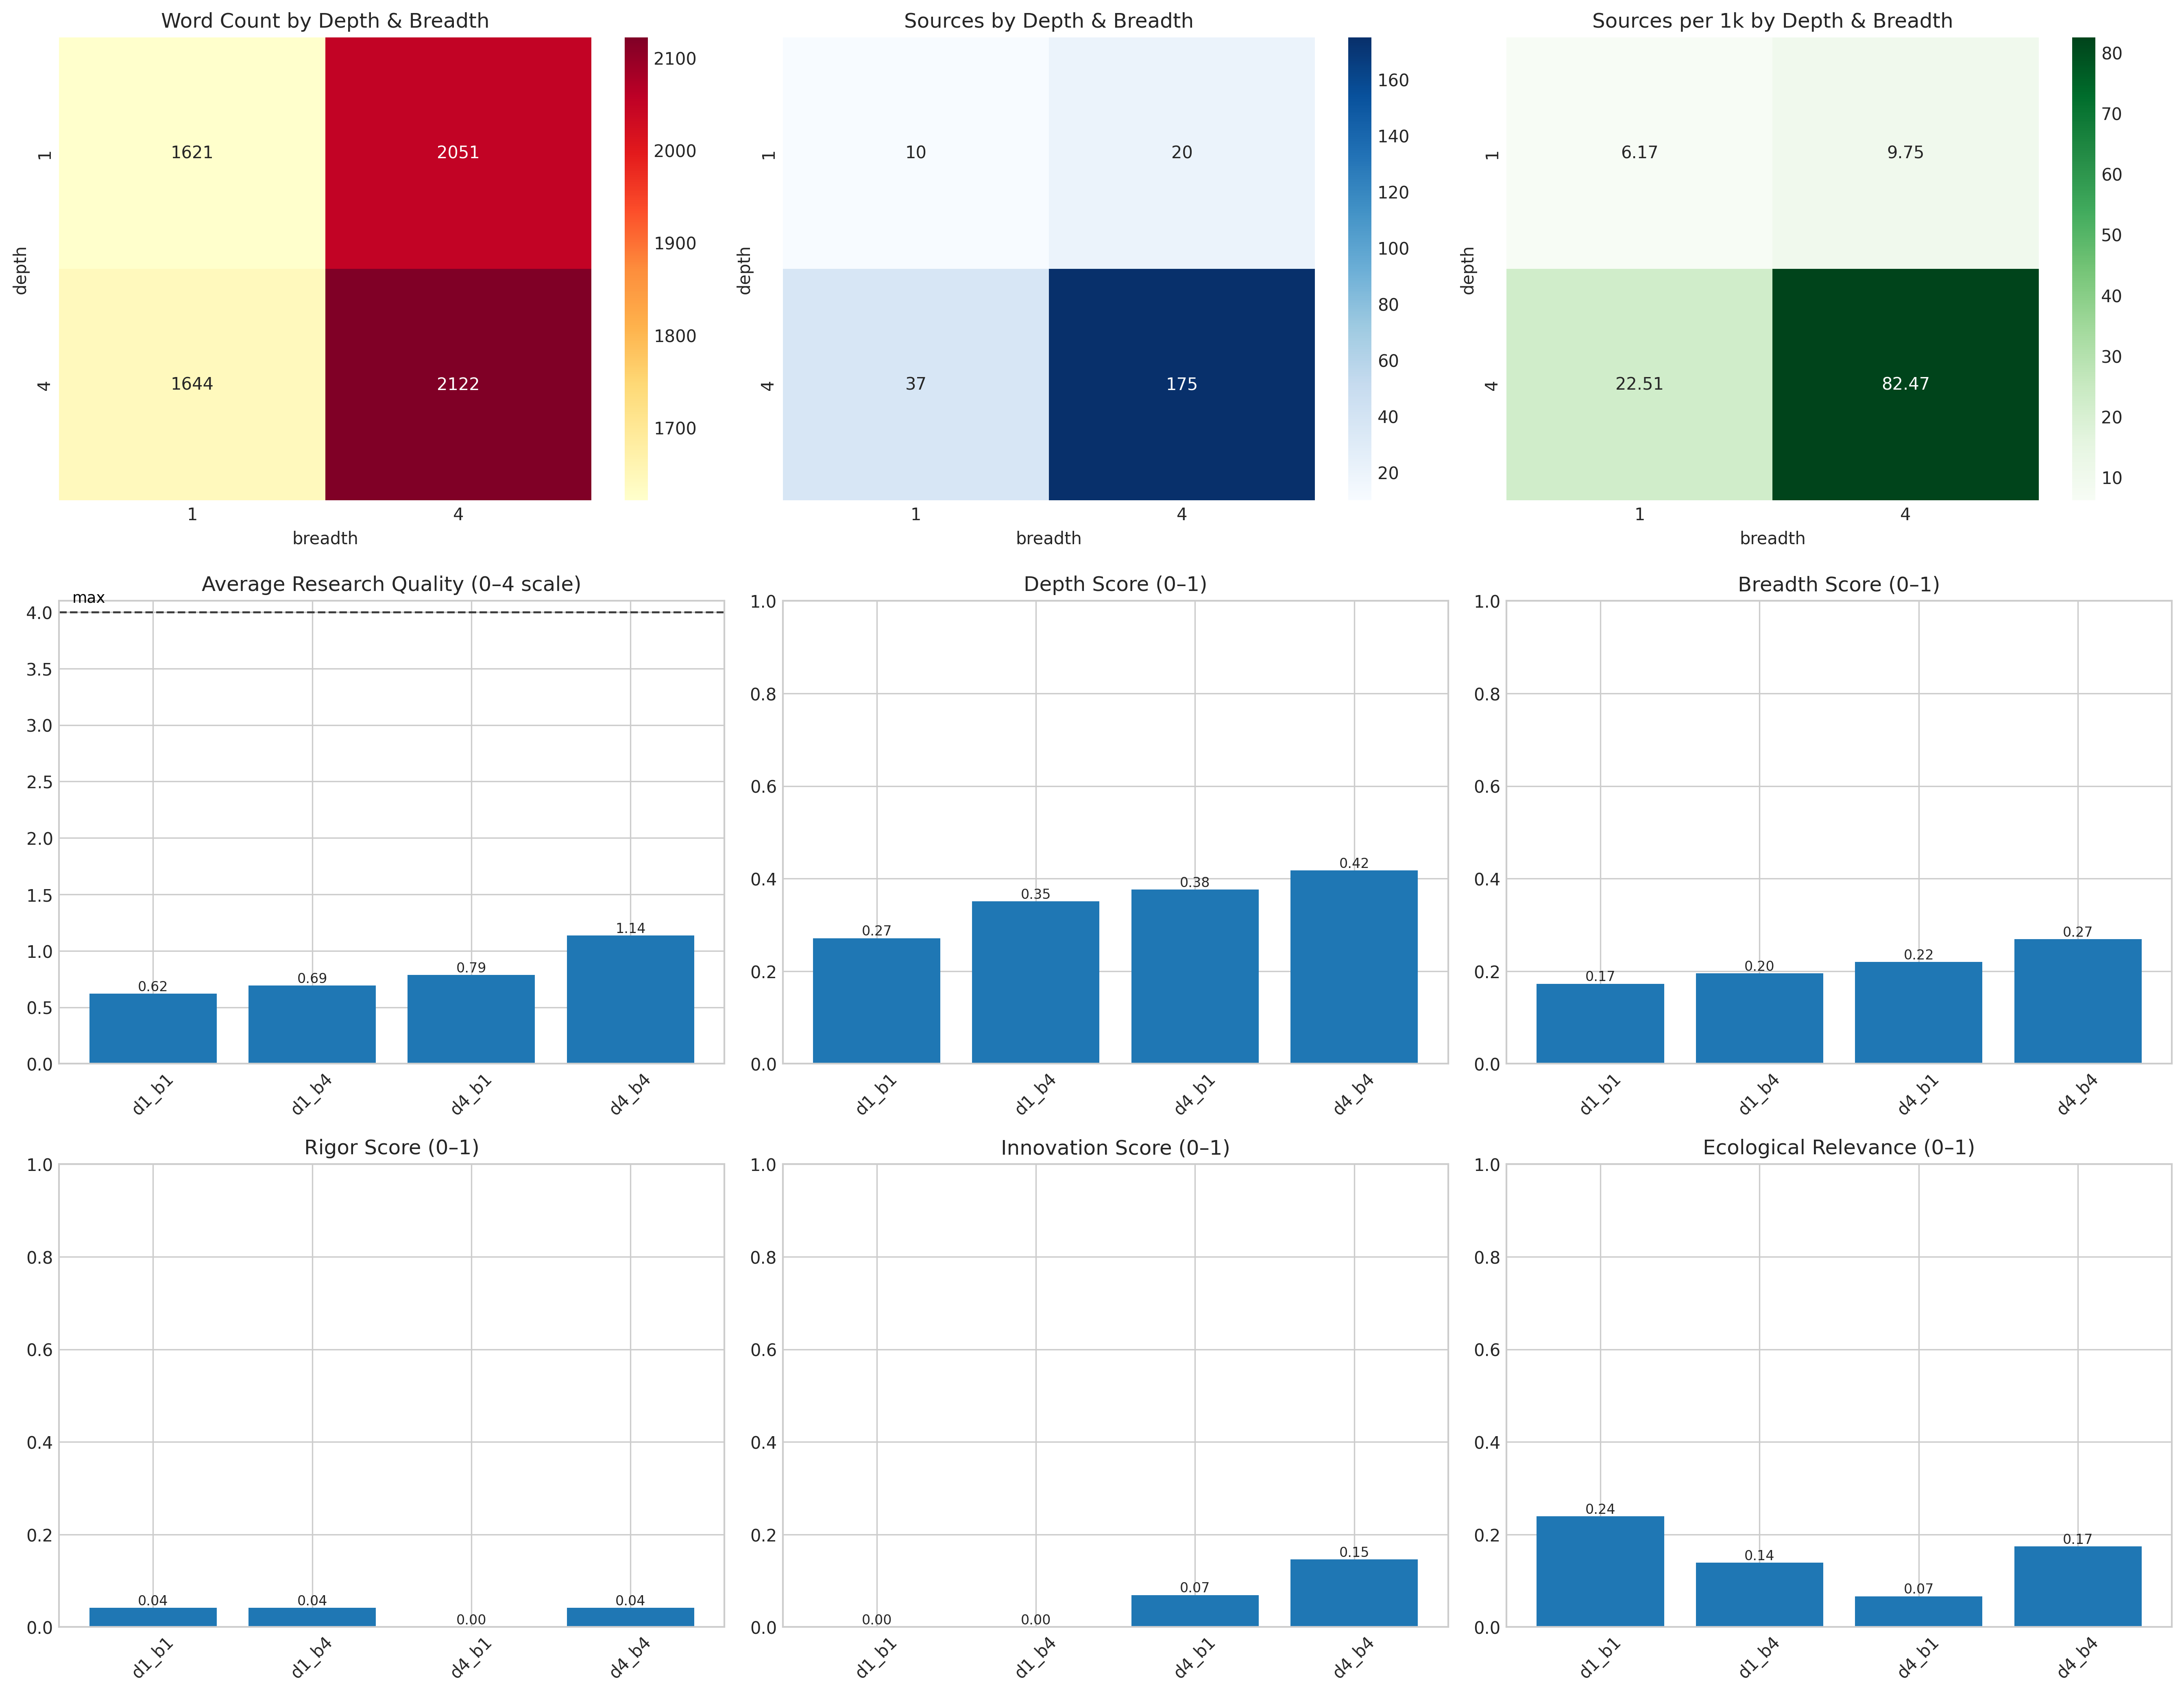 Word Count by Depth & Breadth
1621
2051
1644
2122
1
4
depth
1
4
breadth
2100
2000
1900
1800
1700
Sources by Depth & Breadth
10
20
37
175
1
4
depth
1
4
breadth
160
140
120
100
80
60
40
20
Sources per 1k by Depth & Breadth
6.17
9.75
22.51
82.47
1
4
depth
1
4
breadth
80
70
60
50
40
30
20
10
Average Research Quality (0–4 scale)
max
4.0
3.5
3.0
2.5
2.0
1.5
1.0
0.5
0.0
0.62
0.69
0.79
1.14
d1_b1
d1_b4
d4_b1
d4_b4
Depth Score (0–1)
1.0
0.8
0.6
0.4
0.2
0.0
0.27
0.35
0.38
0.42
d1_b1
d1_b4
d4_b1
d4_b4
Breadth Score (0–1)
1.0
0.8
0.6
0.4
0.2
0.0
0.17
0.20
0.22
0.27
d1_b1
d1_b4
d4_b1
d4_b4
Rigor Score (0–1)
1.0
0.8
0.6
0.4
0.2
0.0
0.04
0.04
0.00
0.04
d1_b1
d1_b4
d4_b1
d4_b4
Innovation Score (0–1)
1.0
0.8
0.6
0.4
0.2
0.0
0.00
0.00
0.07
0.15
d1_b1
d1_b4
d4_b1
d4_b4
Ecological Relevance (0–1)
1.0
0.8
0.6
0.4
0.2
0.0
0.24
0.14
0.07
0.17
d1_b1
d1_b4
d4_b1
d4_b4